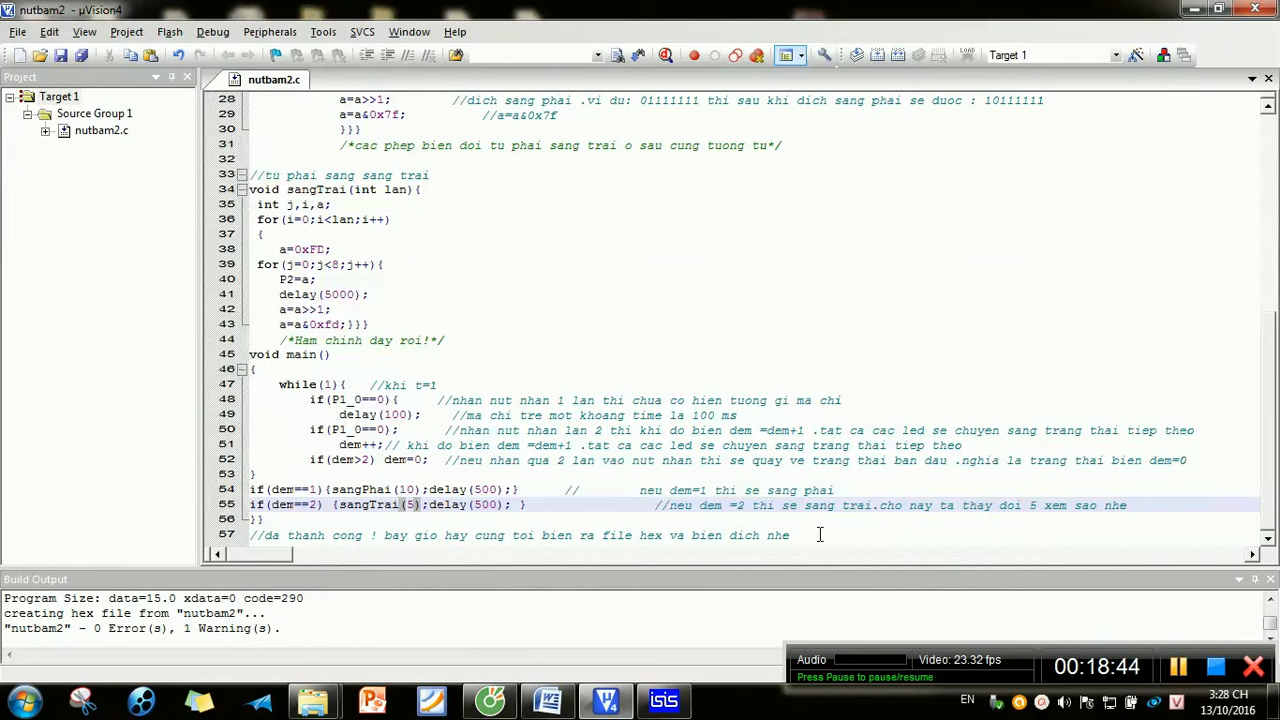 nutbam2 - µVision4
File Edit View Project Flash Debug Peripherals Tools SVCS Window Help
LOAD Target 1
Project
nutbam2.c
Target 1
Source Group 1
nutbam2.c
28 a=a>>1; //dich sang phai .vi du: 01111111 thi sau khi dich sang phai se duoc : 10111111
29 a=a&0x7f; //a=a&0x7f
30 }}}
31 /*cac phep bien doi tu phai sang trai o sau cung tuong tu*/
32
33 //tu phai sang sang trai
34 void sangTrai(int lan){
35 int j,i,a;
36 for(i=0;i<lan;i++)
37 {
38 a=0xFD;
39 for(j=0;j<8;j++){
40 P2=a;
41 delay(5000);
42 a=a>>1;
43 a=a&0xfd;}}}
44 /*Ham chinh day roi!*/
45 void main()
46 {
47 while(1){ //khi t=1
48 if(P1_0==0){ //nhan nut nhan 1 lan thi chua co hien tuong gi ma chi
49 delay(100); //ma chi tre mot khoang time la 100 ms
50 if(P1_0==0); //nhan nut nhan lan 2 thi khi do bien dem =dem+1 .tat ca cac led se chuyen sang trang thai tiep theo
51 dem++;// khi do bien dem =dem+1 .tat ca cac led se chuyen sang trang thai tiep theo
52 if(dem>2) dem=0; //neu nhan qua 2 lan vao nut nhan thi se quay ve trang thai ban dau .nghia la trang thai bien dem=0
53 }
54 if(dem==1){sangPhai(10);delay(500);} // neu dem=1 thi se sang phai
55 if(dem==2) {sangTrai(5);delay(500); } //neu dem =2 thi se sang trai.cho nay ta thay doi 5 xem sao nhe
56 }}
57 //da thanh cong ! bay gio hay cung toi bien ra file hex va bien dich nhe
Build Output
Program Size: data=15.0 xdata=0 code=290
creating hex file from "nutbam2"...
"nutbam2" - 0 Error(s), 1 Warning(s).
Audio Video: 23.32 fps
Press Pause to pause/resume
00:18:44
isis
EN
3:28 CH
13/10/2016